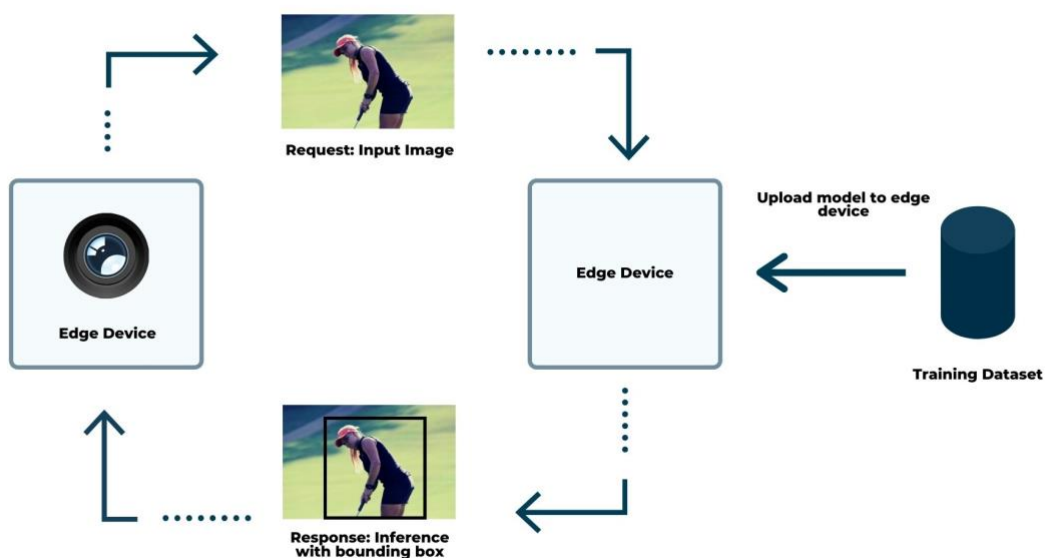 Request: Input Image
Upload model to edge
device
Edge Device
Edge Device
Training Dataset
Response: Inference
with bounding box